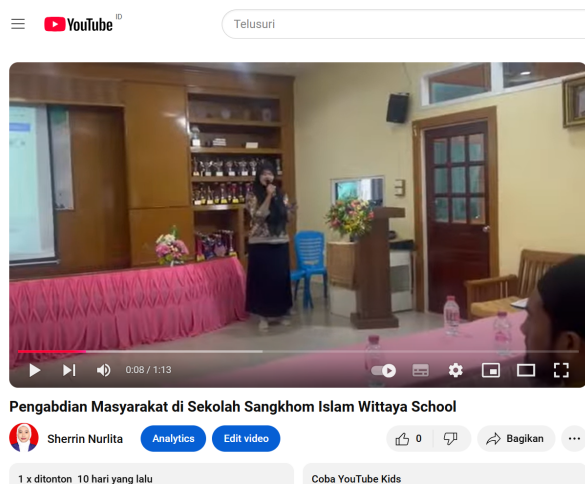 YouTube ID
Telusuri
0:08 / 1:13
Pengabdian Masyarakat di Sekolah Sangkhom Islam Wittaya School
Sherrin Nurlita
Analytics
Edit video
0
Bagikan
1 x ditonton 10 hari yang lalu
Coba YouTube Kids